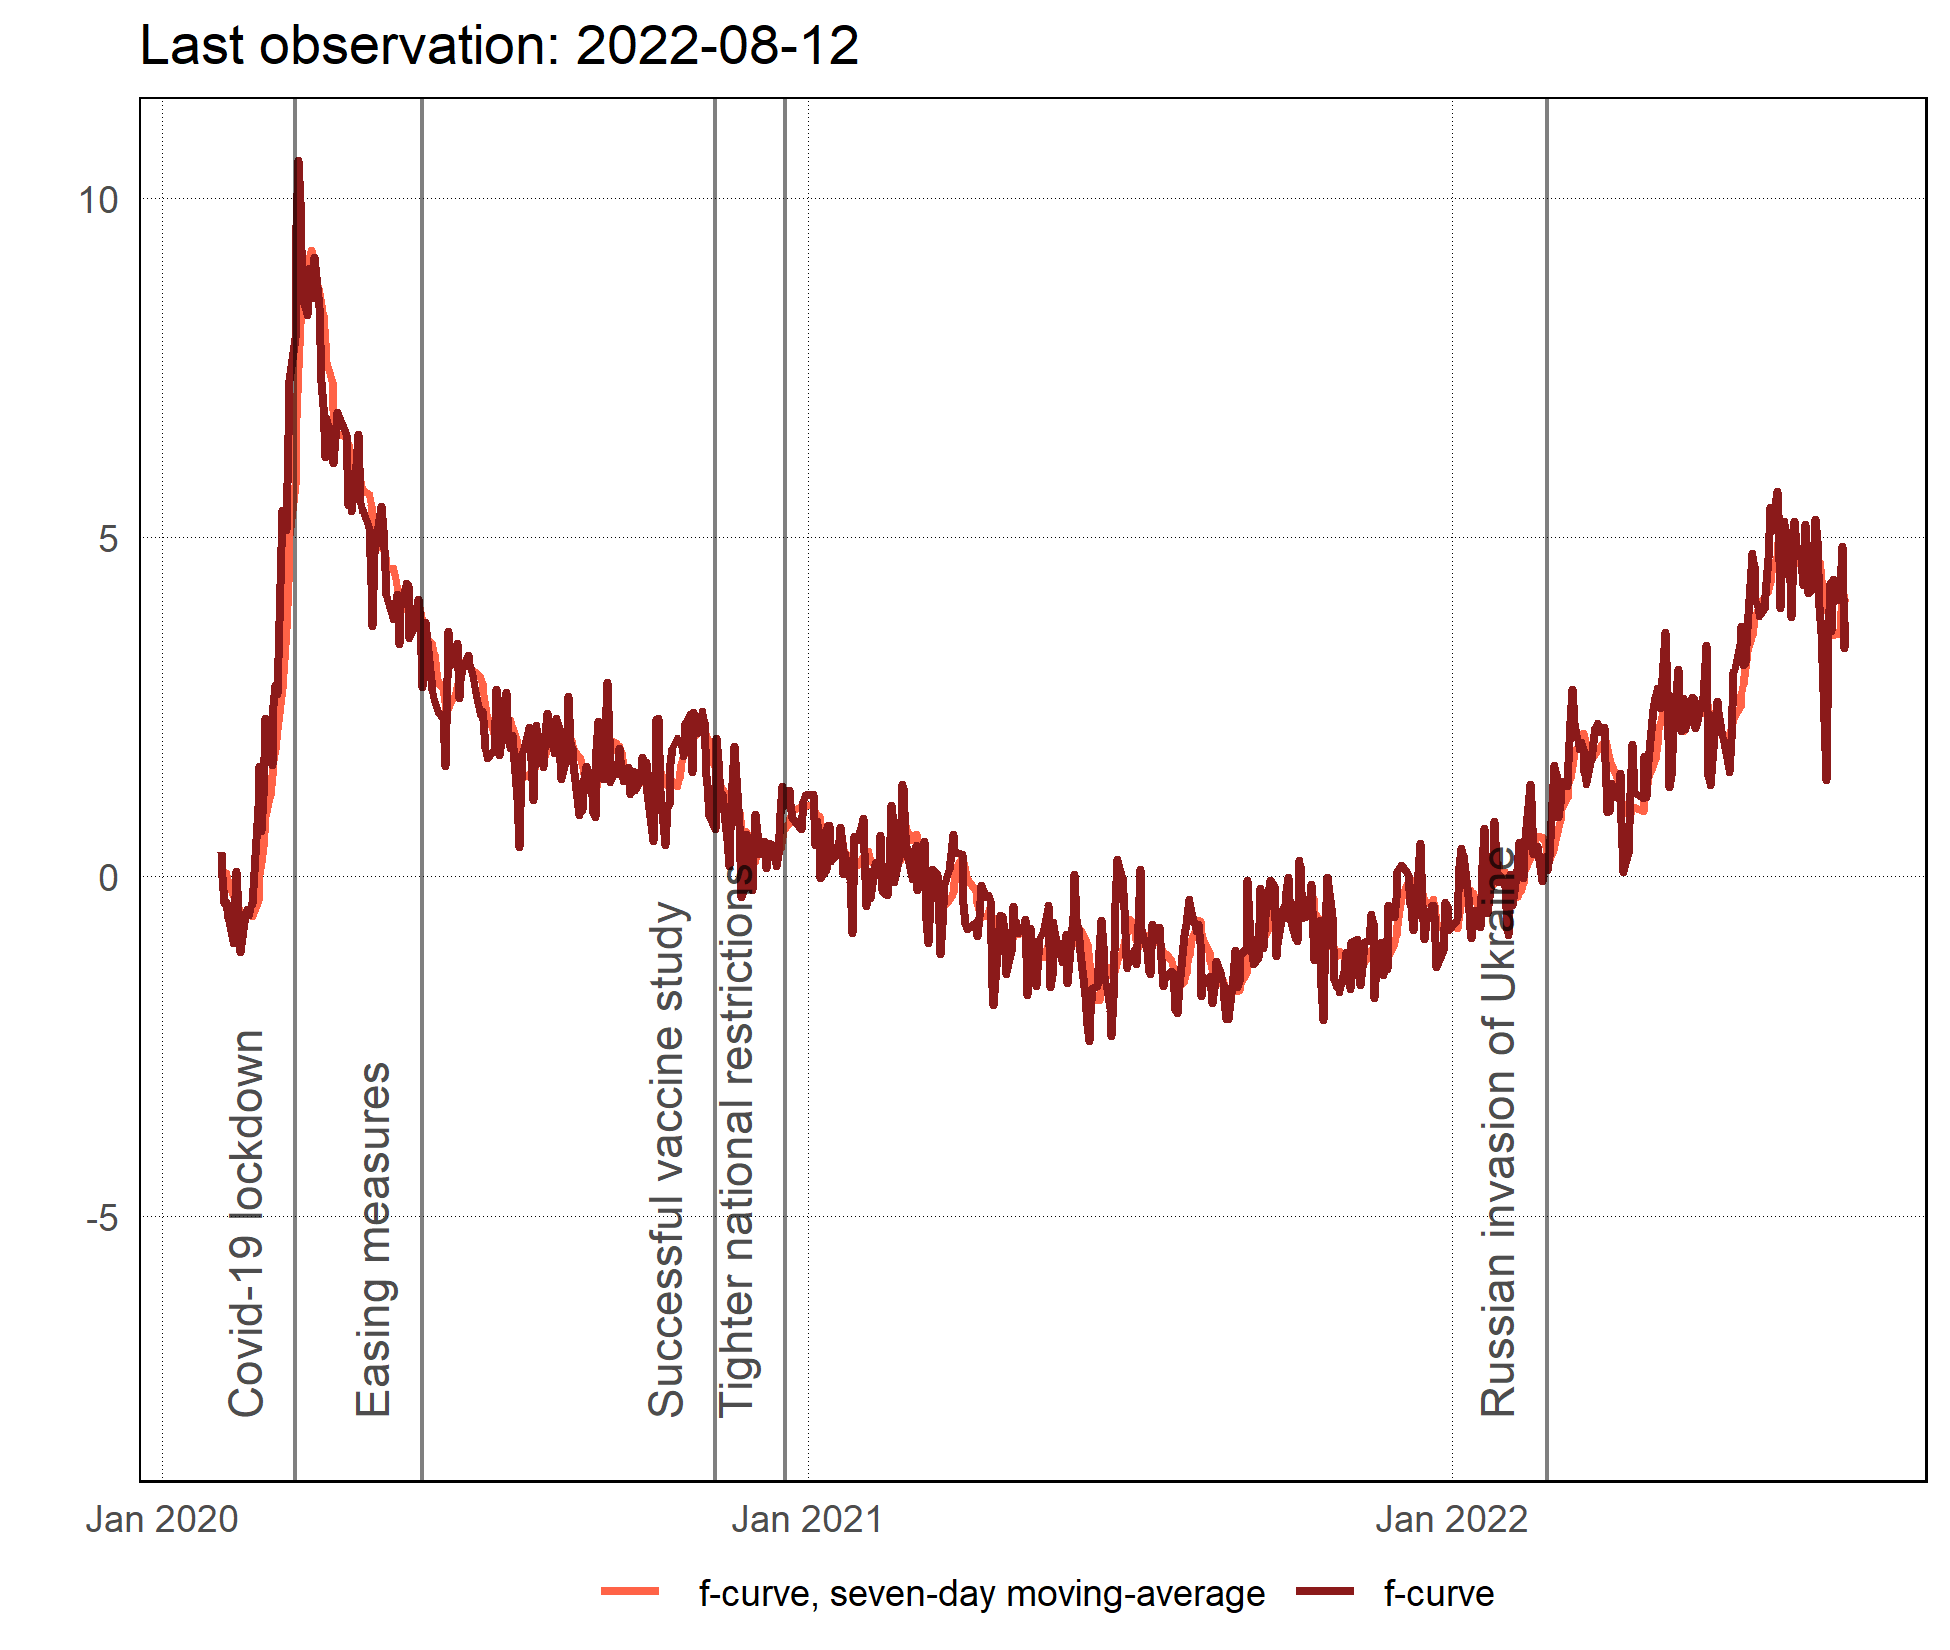 Last observation: 2022-08-12
10
5
0
-5
Covid-19 lockdown
Easing measures
Successful vaccine study
Tighter national restrictions
Russian invasion of Ukraine
Jan 2020
Jan 2021
Jan 2022
f-curve, seven-day moving-average
f-curve